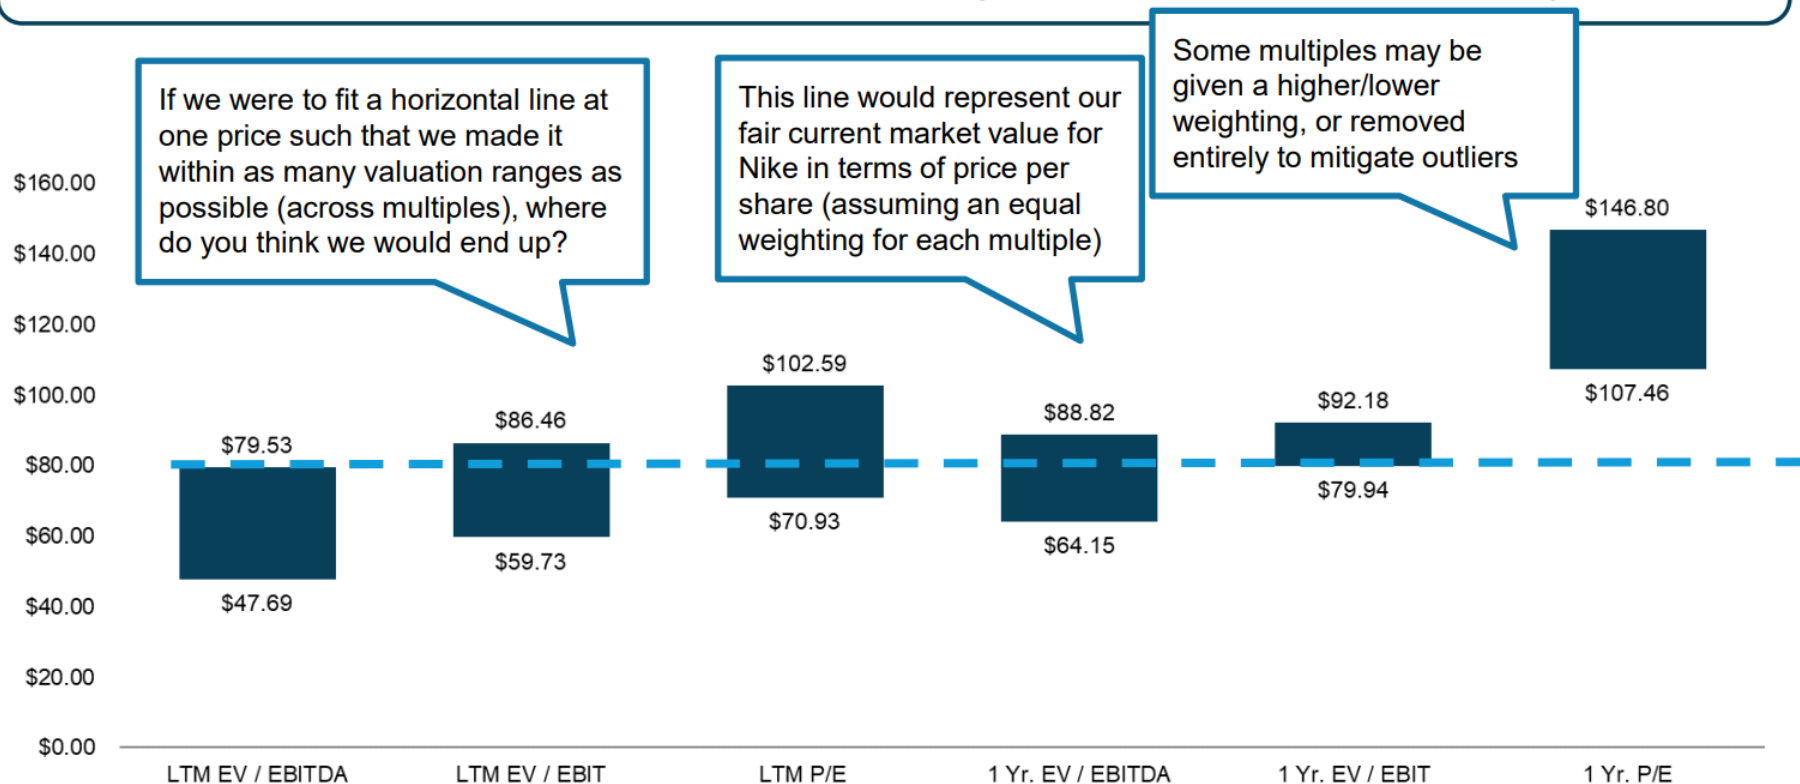 If we were to fit a horizontal line at
one price such that we made it
within as many valuation ranges as
possible (across multiples), where
do you think we would end up?
This line would represent our
fair current market value for
Nike in terms of price per
share (assuming an equal
weighting for each multiple)
Some multiples may be
given a higher/lower
weighting, or removed
entirely to mitigate outliers
$160.00
$140.00
$120.00
$100.00
$80.00
$60.00
$40.00
$20.00
$0.00
$79.53
$47.69
$86.46
$59.73
$102.59
$70.93
$88.82
$64.15
$92.18
$79.94
$146.80
$107.46
LTM EV / EBITDA
LTM EV / EBIT
LTM P/E
1 Yr. EV / EBITDA
1 Yr. EV / EBIT
1 Yr. P/E